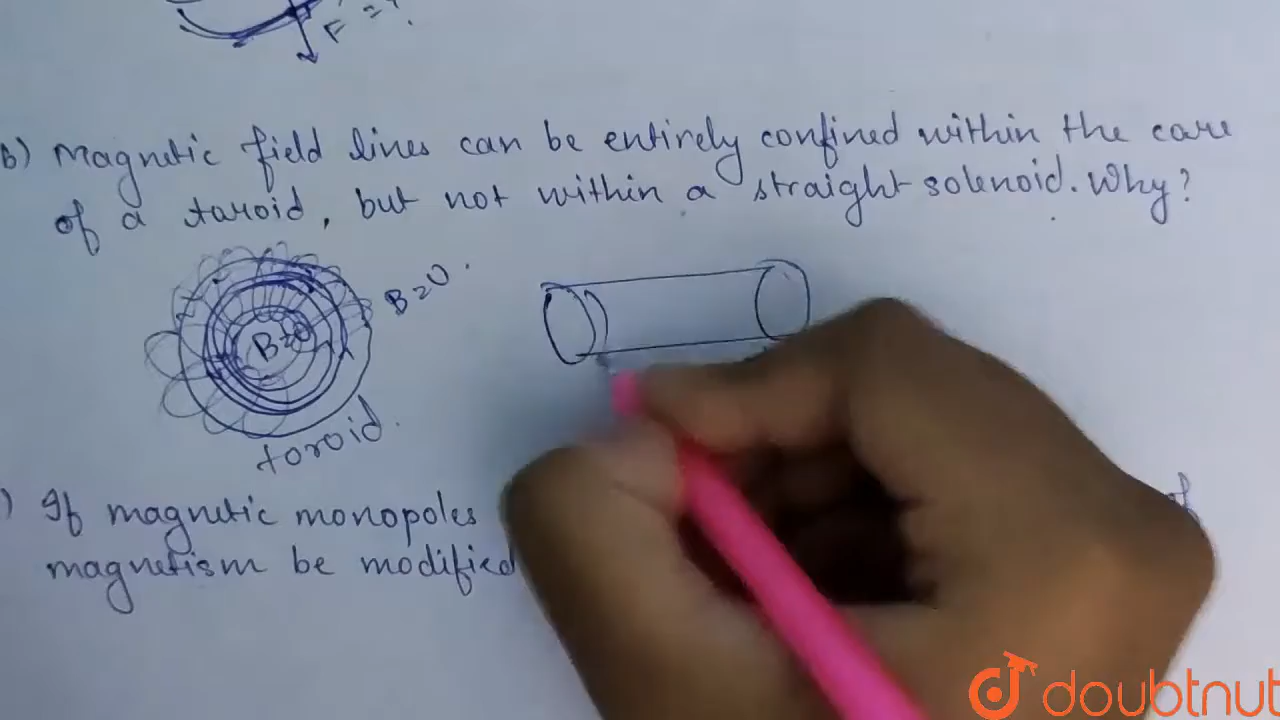 F = ?
b) Magnetic field lines can be entirely confined within the core
of a toroid, but not within a straight solenoid. Why?
B=0
B=0
toroid.
) If magnetic monopoles of
magnetism be modified
doubtnut